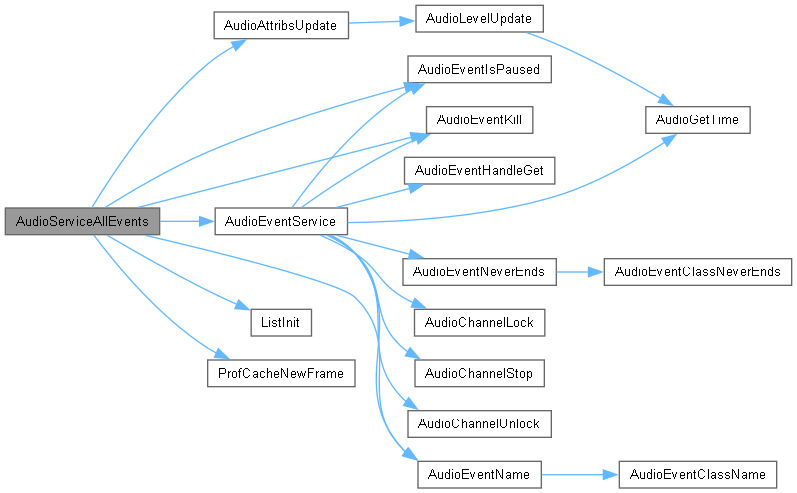 AudioServiceAllEvents
AudioAttribsUpdate
AudioLevelUpdate
AudioEventIsPaused
AudioEventKill
AudioGetTime
AudioEventHandleGet
AudioEventService
AudioEventNeverEnds
AudioEventClassNeverEnds
ListInit
AudioChannelLock
ProfCacheNewFrame
AudioChannelStop
AudioChannelUnlock
AudioEventName
AudioEventClassName